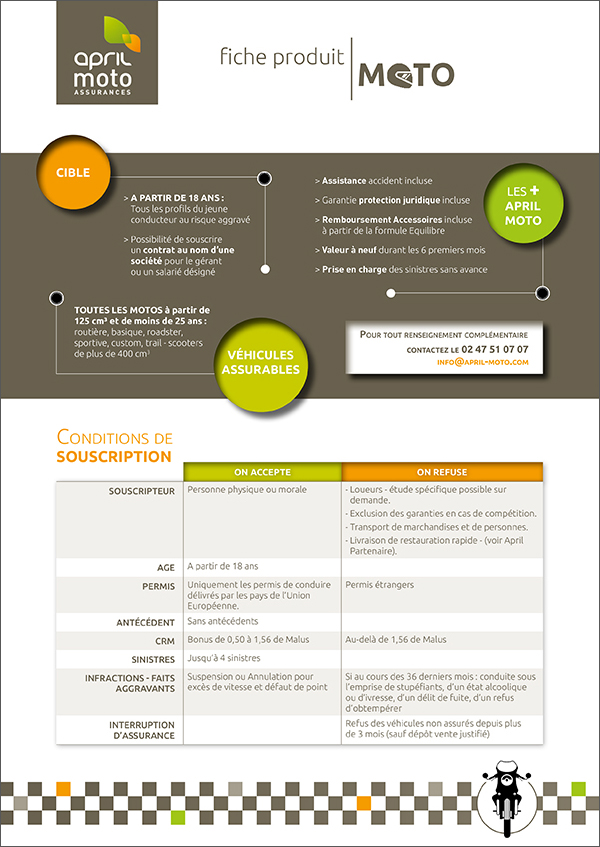 april
moto
ASSURANCES
fiche produit
MOTO
CIBLE
> A PARTIR DE 18 ANS :
Tous les profils du jeune
conducteur au risque aggravé
> Possibilité de souscrire
un contrat au nom d'une
société pour le gérant
ou un salarié désigné
> Assistance accident incluse
> Garantie protection juridique incluse
> Remboursement Accessoires incluse
à partir de la formule Equilibre
> Valeur à neuf durant les 6 premiers mois
> Prise en charge des sinistres sans avance
LES +
APRIL
MOTO
TOUTES LES MOTOS à partir de
125 cm³ et de moins de 25 ans :
routière, basique, roadster,
sportive, custom, trail - scooters
de plus de 400 cm³
VÉHICULES
ASSURABLES
POUR TOUT RENSEIGNEMENT COMPLÉMENTAIRE
CONTACTEZ LE 02 47 51 07 07
INFO@APRIL-MOTO.COM
CONDITIONS DE
SOUSCRIPTION
ON ACCEPTE
ON REFUSE
SOUSCRIPTEUR
Personne physique ou morale
- Loueurs - étude spécifique possible sur
demande.
- Exclusion des garanties en cas de compétition.
- Transport de marchandises et de personnes.
- Livraison de restauration rapide - (voir April
Partenaire).
AGE
A partir de 18 ans
PERMIS
Uniquement les permis de conduire
délivrés par les pays de l'Union
Européenne.
Permis étrangers
ANTÉCÉDENT
Sans antécédents
CRM
Bonus de 0,50 à 1,56 de Malus
Au-delà de 1,56 de Malus
SINISTRES
Jusqu'à 4 sinistres
INFRACTIONS - FAITS
AGGRAVANTS
Suspension ou Annulation pour
excès de vitesse et défaut de point
Si au cours des 36 derniers mois : conduite sous
l'emprise de stupéfiants, d'un état alcoolique
ou d'ivresse, d'un délit de fuite, d'un refus
d'obtempérer
INTERRUPTION
D'ASSURANCE
Refus des véhicules non assurés depuis plus
de 3 mois (sauf dépôt vente justifié)